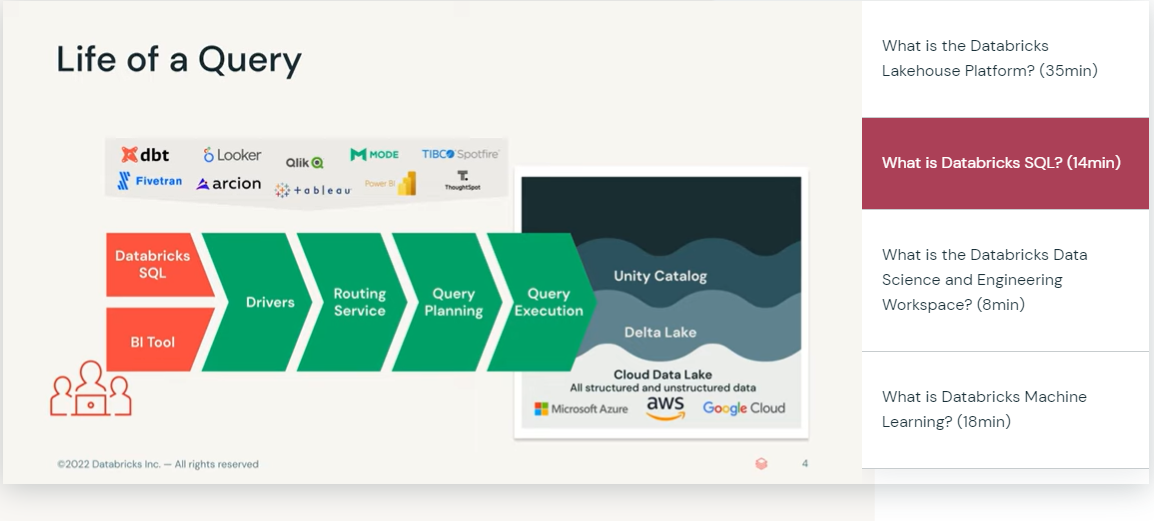 Life of a Query
dbt
Looker
Qlik
MODE
TIBCO Spotfire
Fivetran
arcion
+ a b l e a u
Power BI
T.
ThoughtSpot
Databricks
SQL
BI Tool
Drivers
Routing
Service
Query
Planning
Query
Execution
Unity Catalog
Delta Lake
Cloud Data Lake
All structured and unstructured data
Microsoft Azure
aws
Google Cloud
©2022 Databricks Inc. — All rights reserved
4
What is the Databricks
Lakehouse Platform? (35min)
What is Databricks SQL? (14min)
What is the Databricks Data
Science and Engineering
Workspace? (8min)
What is Databricks Machine
Learning? (18min)